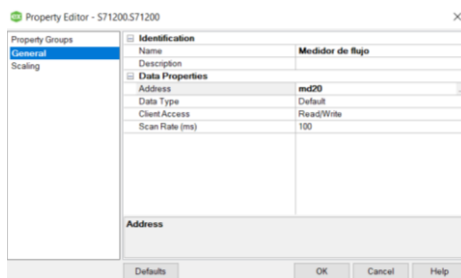 Property Editor - S71200.S71200
Property Groups
General
Scaling
Identification
Name Medidor de flujo
Description
Data Properties
Address md20
Data Type Default
Client Access Read/Write
Scan Rate (ms) 100
Address
Defaults OK Cancel Help